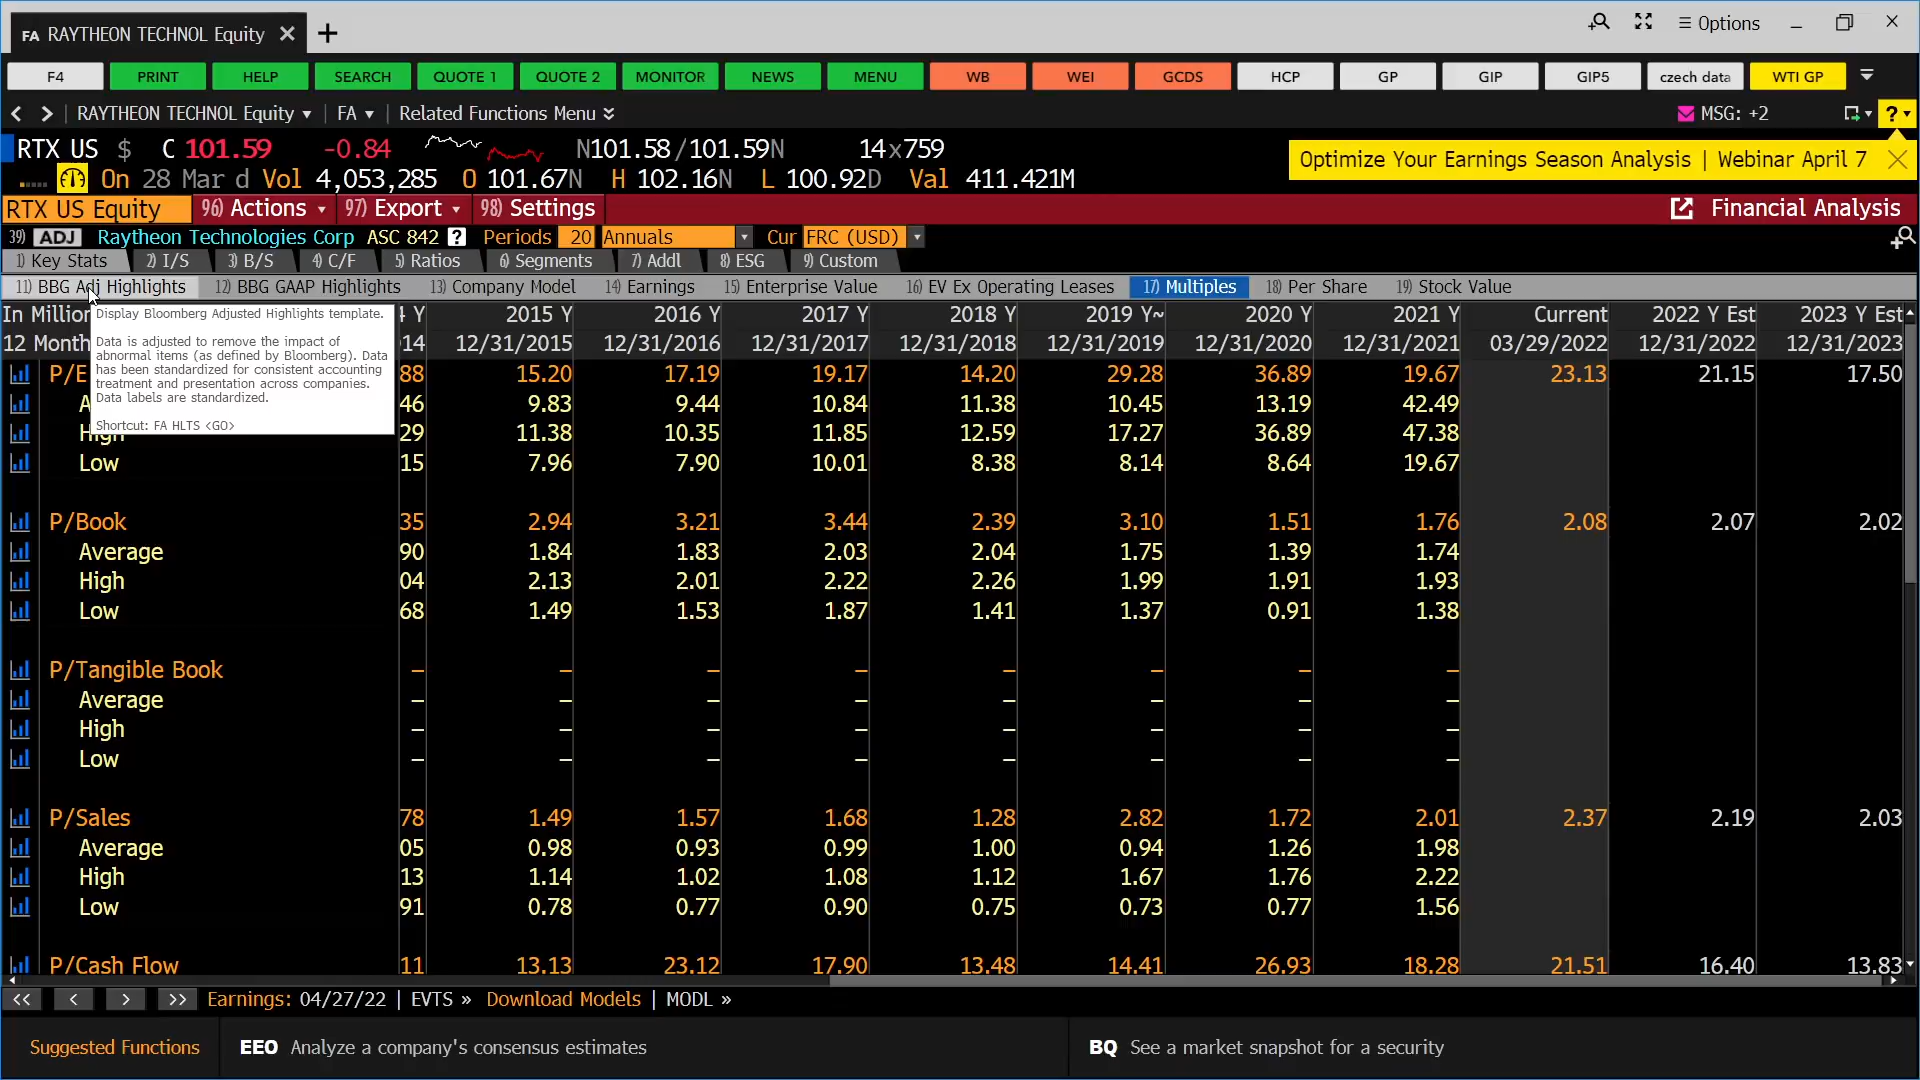 FA RAYTHEON TECHNOL Equity
Options
F4 PRINT HELP SEARCH QUOTE 1 QUOTE 2 MONITOR NEWS MENU WB WEI GCDS HCP GP GIP GIP5 czech data WTI GP
RAYTHEON TECHNOL Equity FA Related Functions Menu MSG: +2 ?
RTX US $ C 101.59 -0.84 N101.58/101.59N 14x759
Optimize Your Earnings Season Analysis | Webinar April 7
On 28 Mar d Vol 4,053,285 O 101.67N H 102.16N L 100.92D Val 411.421M
RTX US Equity 96) Actions 97) Export 98) Settings Financial Analysis
39) ADJ Raytheon Technologies Corp ASC 842 ? Periods 20 Annuals Cur FRC (USD)
1) Key Stats 2) I/S 3) B/S 4) C/F 5) Ratios 6) Segments 7) Addl 8) ESG 9) Custom
11) BBG Adj Highlights 12) BBG GAAP Highlights 13) Company Model 14) Earnings 15) Enterprise Value 16) EV Ex Operating Leases 17) Multiples 18) Per Share 19) Stock Value
In Million 4 Y 2015 Y 2016 Y 2017 Y 2018 Y 2019 Y~ 2020 Y 2021 Y Current 2022 Y Est 2023 Y Est
12 Month 14 12/31/2015 12/31/2016 12/31/2017 12/31/2018 12/31/2019 12/31/2020 12/31/2021 03/29/2022 12/31/2022 12/31/2023
Display Bloomberg Adjusted Highlights template.
Data is adjusted to remove the impact of
abnormal items (as defined by Bloomberg). Data
has been standardized for consistent accounting
treatment and presentation across companies.
Data labels are standardized.
Shortcut: FA HLTS <GO>
P/E 88 15.20 17.19 19.17 14.20 29.28 36.89 19.67 23.13 21.15 17.50
A 46 9.83 9.44 10.84 11.38 10.45 13.19 42.49
High 29 11.38 10.35 11.85 12.59 17.27 36.89 47.38
Low 15 7.96 7.90 10.01 8.38 8.14 8.64 19.67
P/Book 35 2.94 3.21 3.44 2.39 3.10 1.51 1.76 2.08 2.07 2.02
Average 90 1.84 1.83 2.03 2.04 1.75 1.39 1.74
High 04 2.13 2.01 2.22 2.26 1.99 1.91 1.93
Low 68 1.49 1.53 1.87 1.41 1.37 0.91 1.38
P/Tangible Book – – – – – – – –
Average – – – – – – – –
High – – – – – – – –
Low – – – – – – – –
P/Sales 78 1.49 1.57 1.68 1.28 2.82 1.72 2.01 2.37 2.19 2.03
Average 05 0.98 0.93 0.99 1.00 0.94 1.26 1.98
High 13 1.14 1.02 1.08 1.12 1.67 1.76 2.22
Low 91 0.78 0.77 0.90 0.75 0.73 0.77 1.56
P/Cash Flow 11 13.13 23.12 17.90 13.48 14.41 26.93 18.28 21.51 16.40 13.83
<< < > >> Earnings: 04/27/22 | EVTS » Download Models | MODL »
Suggested Functions EEO Analyze a company's consensus estimates BQ See a market snapshot for a security